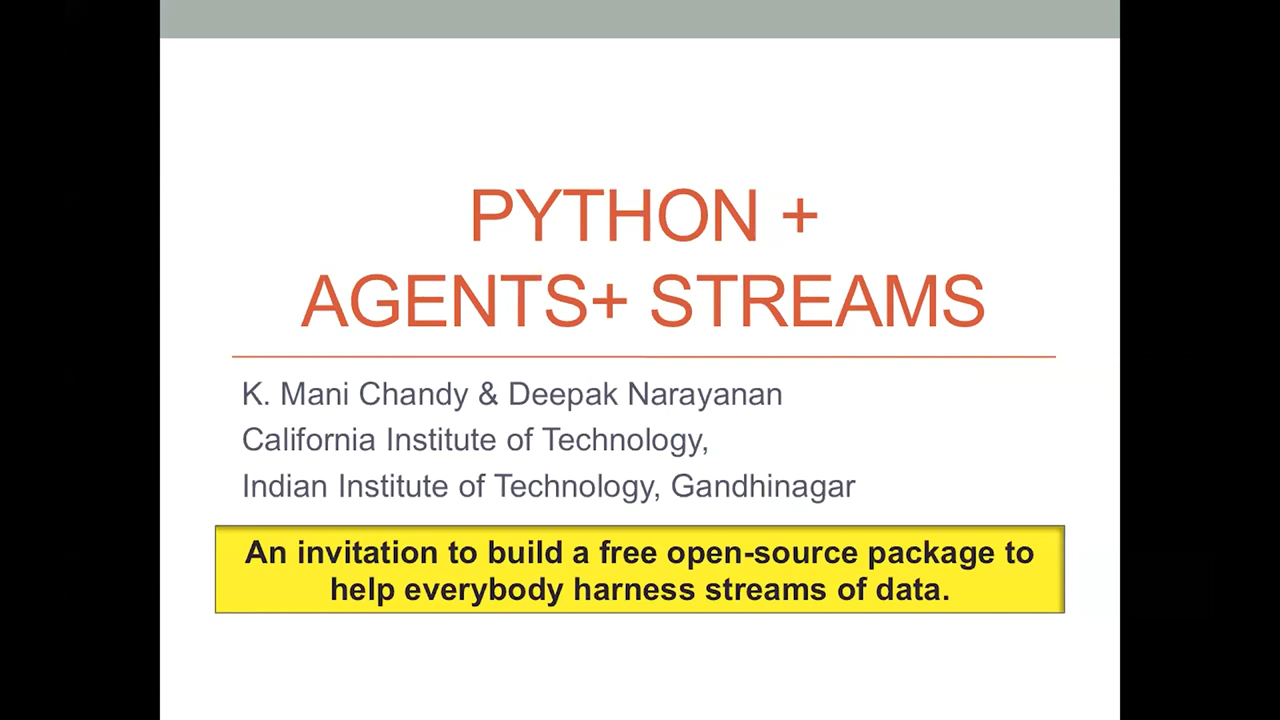 PYTHON +
AGENTS+ STREAMS
K. Mani Chandy & Deepak Narayanan
California Institute of Technology,
Indian Institute of Technology, Gandhinagar
An invitation to build a free open-source package to
help everybody harness streams of data.